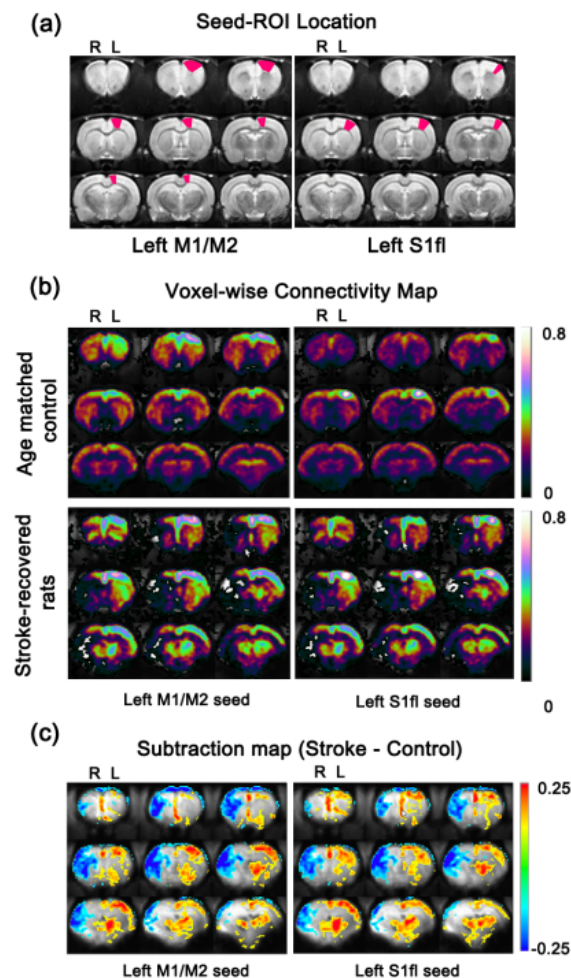 (a)
Seed-ROI Location
R L
R L
Left M1/M2
Left S1fl
(b)
Voxel-wise Connectivity Map
R L
R L
Age matched
control
0.8
0
Stroke-recovered
rats
0.8
0
Left M1/M2 seed
Left S1fl seed
(c)
Subtraction map (Stroke - Control)
R L
R L
0.25
-0.25
Left M1/M2 seed
Left S1fl seed